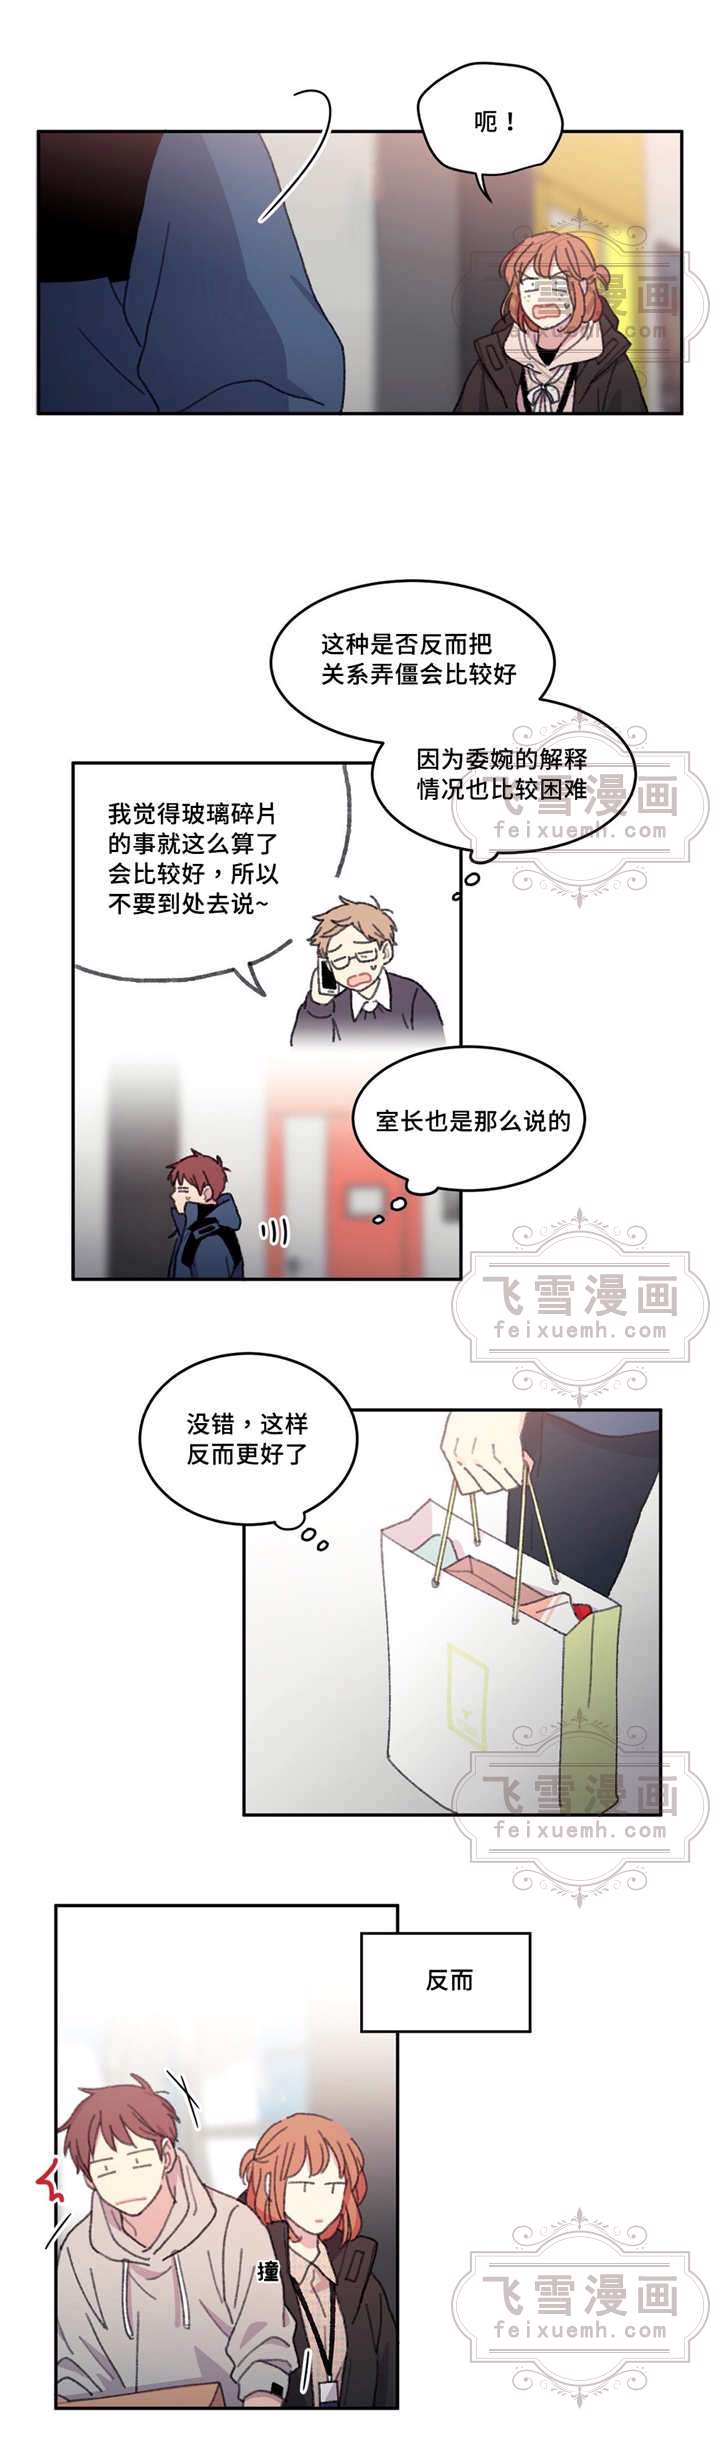 呃！
飞雪漫画
feixuemh.com
这种是否反而把
关系弄僵会比较好
因为委婉的解释
情况也比较困难
飞雪漫画
feixuemh.com
我觉得玻璃碎片
的事就这么算了
会比较好，所以
不要到处去说~
室长也是那么说的
飞雪漫画
feixuemh.com
没错，这样
反而更好了
飞雪漫画
feixuemh.com
反而
撞
飞雪漫画
feixuemh.com